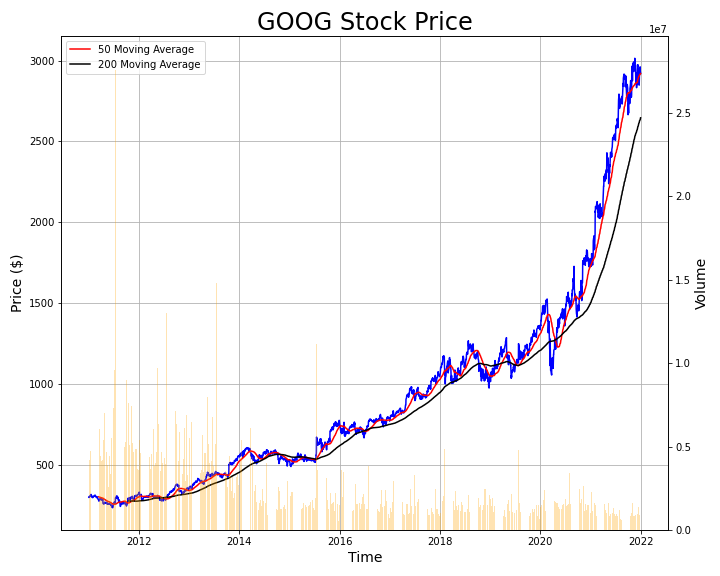 GOOG Stock Price
1e7
50 Moving Average
200 Moving Average
3000
2500
2000
1500
1000
500
Price ($)
2.5
2.0
1.5
1.0
0.5
0.0
Volume
2012
2014
2016
2018
2020
2022
Time